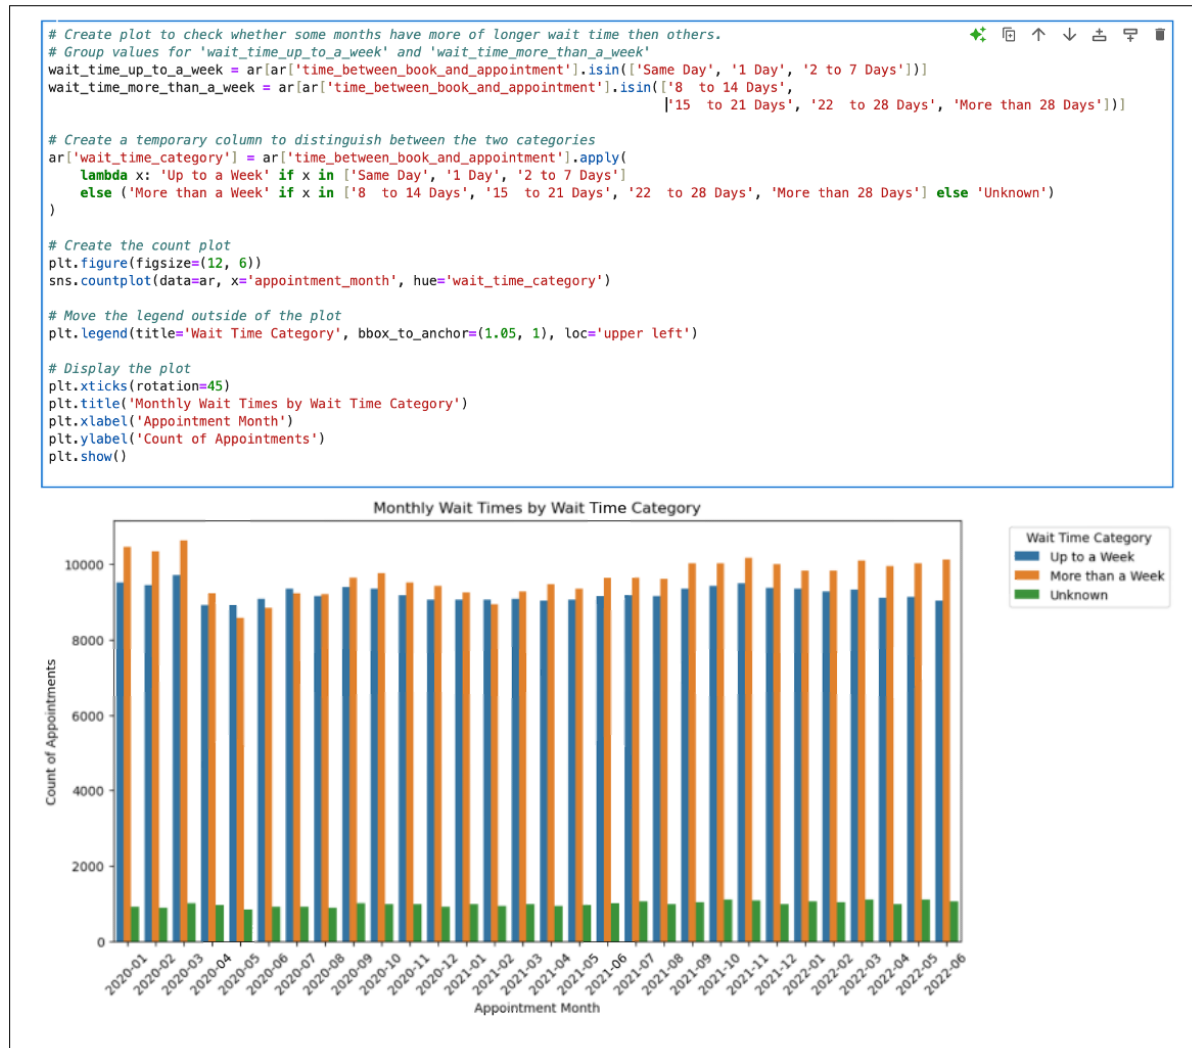 # Create plot to check whether some months have more of longer wait time then others.
# Group values for 'wait_time_up_to_a_week' and 'wait_time_more_than_a_week'
wait_time_up_to_a_week = ar[ar['time_between_book_and_appointment'].isin(['Same Day', '1 Day', '2 to 7 Days'])]
wait_time_more_than_a_week = ar[ar['time_between_book_and_appointment'].isin(['8  to 14 Days',
'15  to 21 Days', '22  to 28 Days', 'More than 28 Days'])]
# Create a temporary column to distinguish between the two categories
ar['wait_time_category'] = ar['time_between_book_and_appointment'].apply(
lambda x: 'Up to a Week' if x in ['Same Day', '1 Day', '2 to 7 Days']
else ('More than a Week' if x in ['8  to 14 Days', '15  to 21 Days', '22  to 28 Days', 'More than 28 Days'] else 'Unknown')
)
# Create the count plot
plt.figure(figsize=(12, 6))
sns.countplot(data=ar, x='appointment_month', hue='wait_time_category')
# Move the legend outside of the plot
plt.legend(title='Wait Time Category', bbox_to_anchor=(1.05, 1), loc='upper left')
# Display the plot
plt.xticks(rotation=45)
plt.title('Monthly Wait Times by Wait Time Category')
plt.xlabel('Appointment Month')
plt.ylabel('Count of Appointments')
plt.show()
Monthly Wait Times by Wait Time Category
Wait Time Category
Up to a Week
More than a Week
Unknown
Count of Appointments
10000
8000
6000
4000
2000
0
2020-01
2020-02
2020-03
2020-04
2020-05
2020-06
2020-07
2020-08
2020-09
2020-10
2020-11
2020-12
2021-01
2021-02
2021-03
2021-04
2021-05
2021-06
2021-07
2021-08
2021-09
2021-10
2021-11
2021-12
2022-01
2022-02
2022-03
2022-04
2022-05
2022-06
Appointment Month